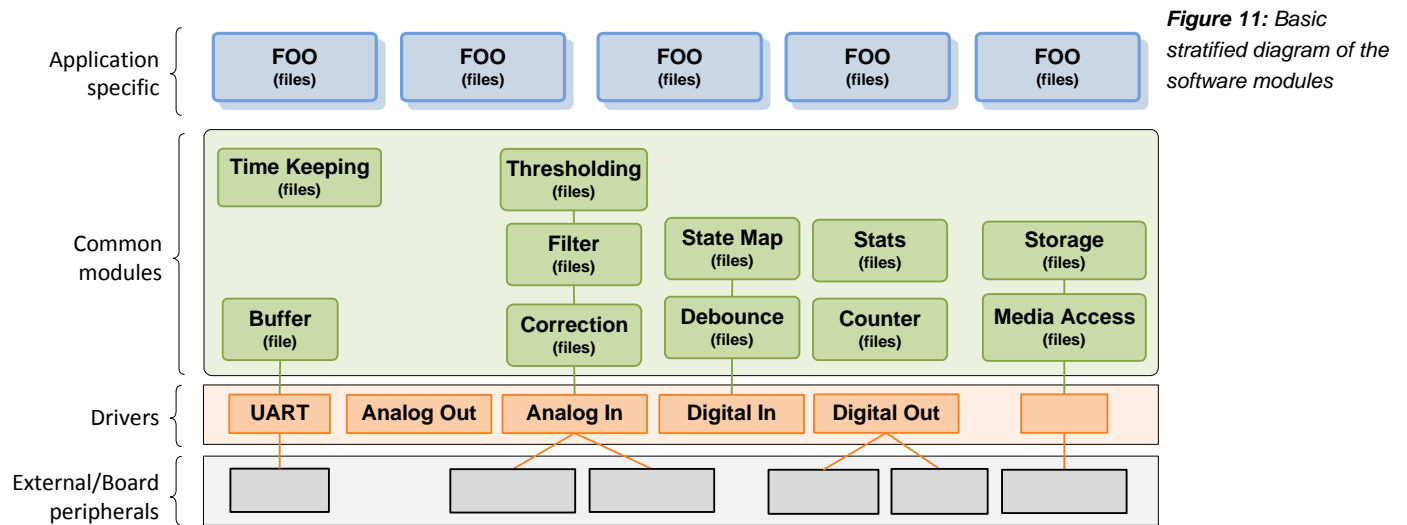 Figure 11: Basic
stratified diagram of the
software modules
Application
specific
FOO
(files)
FOO
(files)
FOO
(files)
FOO
(files)
FOO
(files)
Common
modules
Time Keeping
(files)
Thresholding
(files)
Filter
(files)
State Map
(files)
Stats
(files)
Storage
(files)
Buffer
(file)
Correction
(files)
Debounce
(files)
Counter
(files)
Media Access
(files)
Drivers
UART
Analog Out
Analog In
Digital In
Digital Out
External/Board
peripherals